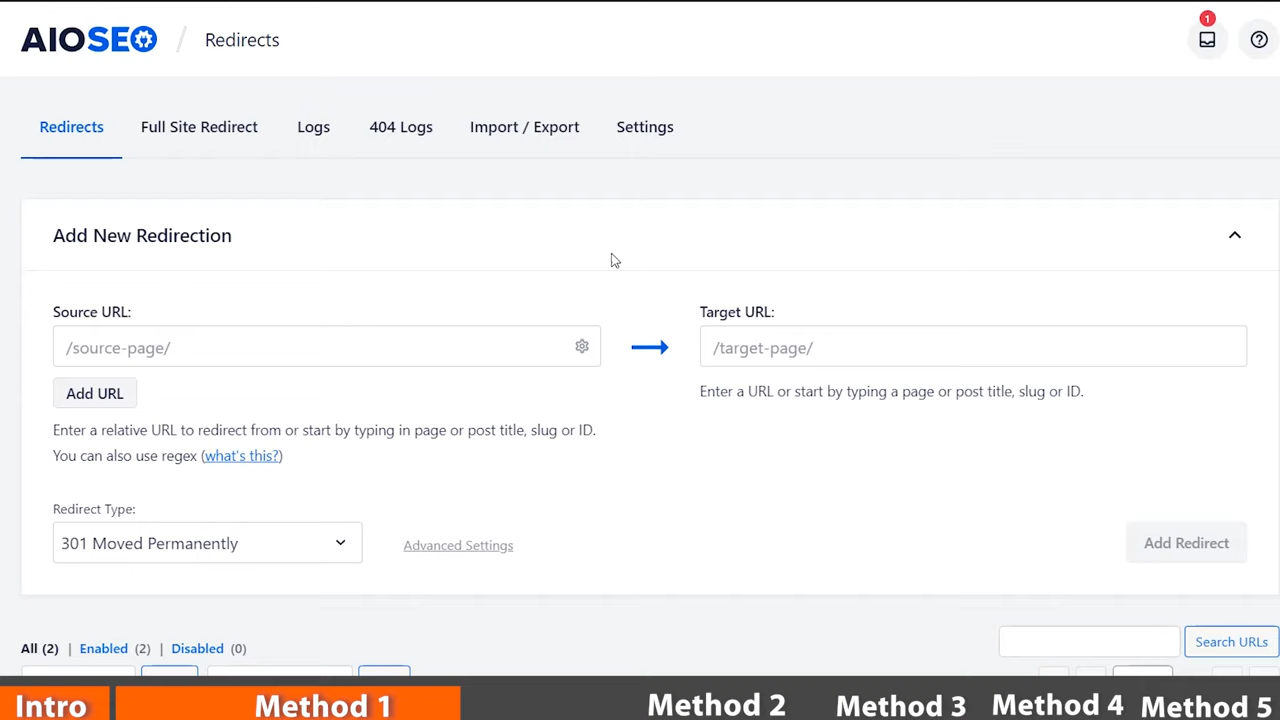 AIOSEO / Redirects
1
Redirects Full Site Redirect Logs 404 Logs Import / Export Settings
Add New Redirection
Source URL: Target URL:
/source-page/ /target-page/
Add URL
Enter a URL or start by typing a page or post title, slug or ID.
Enter a relative URL to redirect from or start by typing in page or post title, slug or ID.
You can also use regex (what's this?)
Redirect Type:
301 Moved Permanently Advanced Settings Add Redirect
All (2) | Enabled (2) | Disabled (0) Search URLs
Intro Method 1 Method 2 Method 3 Method 4 Method 5